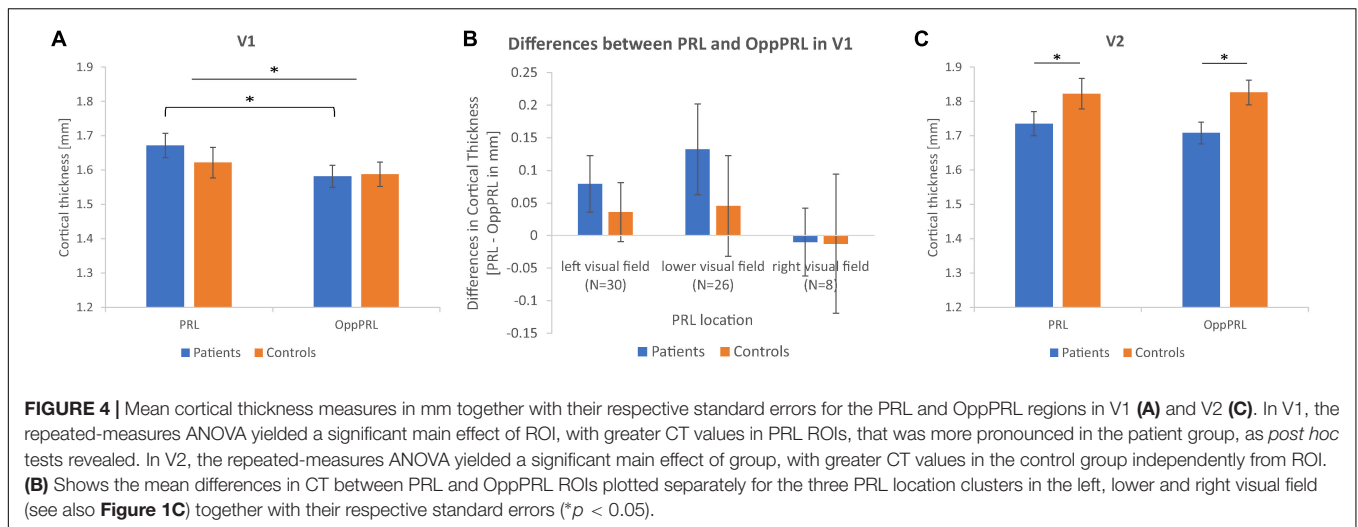 A
V1
Cortical thickness [mm]
1.9
1.8
1.7
1.6
1.5
1.4
1.3
1.2
*
*
PRL
OppPRL
Patients
Controls
B
Differences between PRL and OppPRL in V1
Differences in Cortical Thickness
[PRL - OppPRL in mm]
0.25
0.2
0.15
0.1
0.05
0
-0.05
-0.1
-0.15
left visual field
(N=30)
lower visual field
(N=26)
right visual field
(N=8)
PRL location
Patients
Controls
C
V2
Cortical thickness [mm]
1.9
1.8
1.7
1.6
1.5
1.4
1.3
1.2
*
*
PRL
OppPRL
Patients
Controls
FIGURE 4 | Mean cortical thickness measures in mm together with their respective standard errors for the PRL and OppPRL regions in V1 (A) and V2 (C). In V1, the
repeated-measures ANOVA yielded a significant main effect of ROI, with greater CT values in PRL ROIs, that was more pronounced in the patient group, as post hoc
tests revealed. In V2, the repeated-measures ANOVA yielded a significant main effect of group, with greater CT values in the control group independently from ROI.
(B) Shows the mean differences in CT between PRL and OppPRL ROIs plotted separately for the three PRL location clusters in the left, lower and right visual field
(see also Figure 1C) together with their respective standard errors (*p < 0.05).